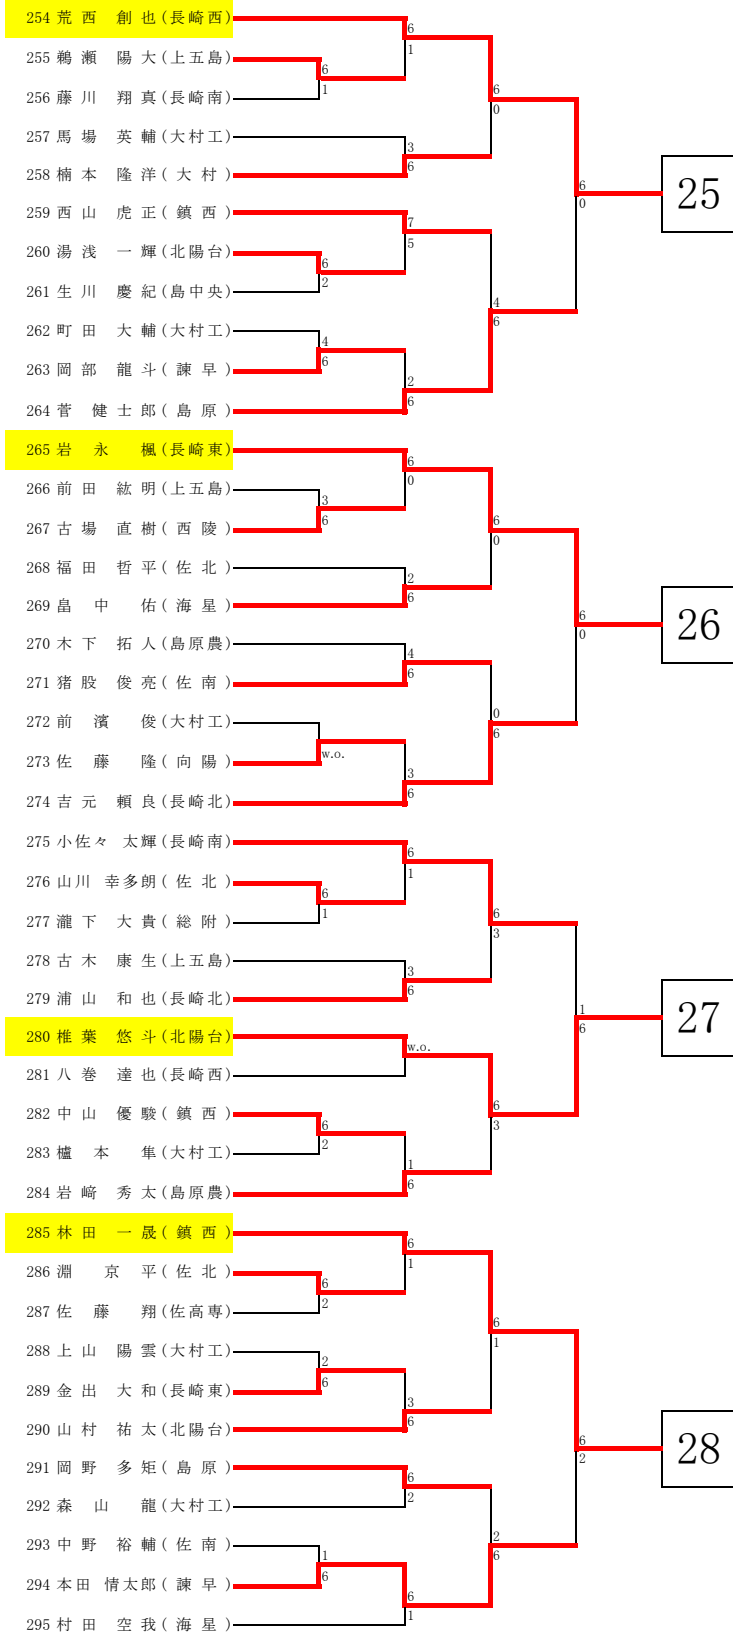 254 荒西 創也(長崎西)
6
1
255 鵜瀬 陽大(上五島)
6
1
256 藤川 翔真(長崎南)
6
0
257 馬場 英輔(大村工)
3
6
258 楠本 隆洋(大村)
6
0
25
259 西山 虎正(鎮西)
7
5
260 湯浅 一輝(北陽台)
6
2
261 生川 慶紀(島中央)
4
6
262 町田 大輔(大村工)
4
6
263 岡部 龍斗(諫早)
2
6
264 菅 健士郎(島原)
265 岩永 楓(長崎東)
6
0
266 前田 紘明(上五島)
3
6
267 古場 直樹(西陵)
6
0
268 福田 哲平(佐北)
2
6
269 畠中 佑(海星)
6
0
26
270 木下 拓人(島原農)
4
6
271 猪股 俊亮(佐南)
0
6
272 前濱 俊(大村工)
w.o.
273 佐藤 隆(向陽)
3
6
274 吉元 頼良(長崎北)
275 小佐々 太輝(長崎南)
6
1
276 山川 幸多朗(佐北)
6
1
277 瀧下 大貴(総附)
6
3
278 古木 康生(上五島)
3
6
279 浦山 和也(長崎北)
1
6
27
280 椎葉 悠斗(北陽台)
w.o.
281 八巻 達也(長崎西)
6
3
282 中山 優駿(鎮西)
6
2
283 櫨本 隼(大村工)
1
6
284 岩﨑 秀太(島原農)
285 林田 一晟(鎮西)
6
1
286 淵 京平(佐北)
6
2
287 佐藤 翔(佐高専)
6
1
288 上山 陽雲(大村工)
2
6
289 金出 大和(長崎東)
3
6
290 山村 祐太(北陽台)
6
2
28
291 岡野 多矩(島原)
6
2
292 森山 龍(大村工)
2
6
293 中野 裕輔(佐南)
1
6
294 本田 情太郎(諫早)
6
1
295 村田 空我(海星)